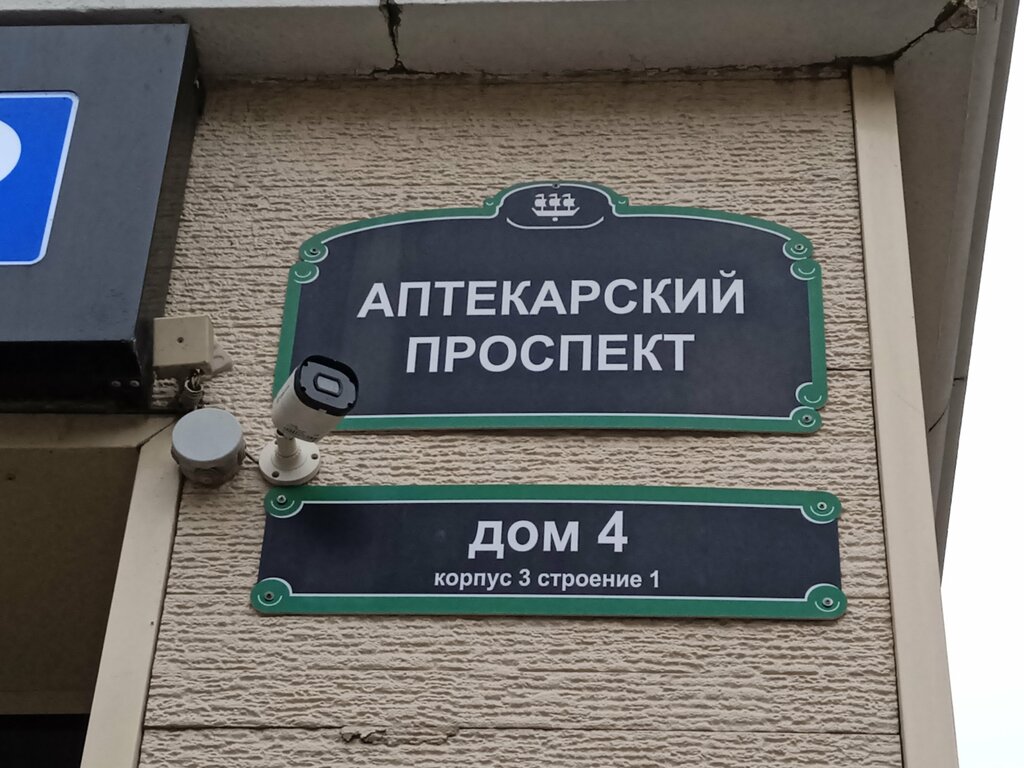 АПТЕКАРСКИЙ
ПРОСПЕКТ
дом 4
корпус 3 строение 1